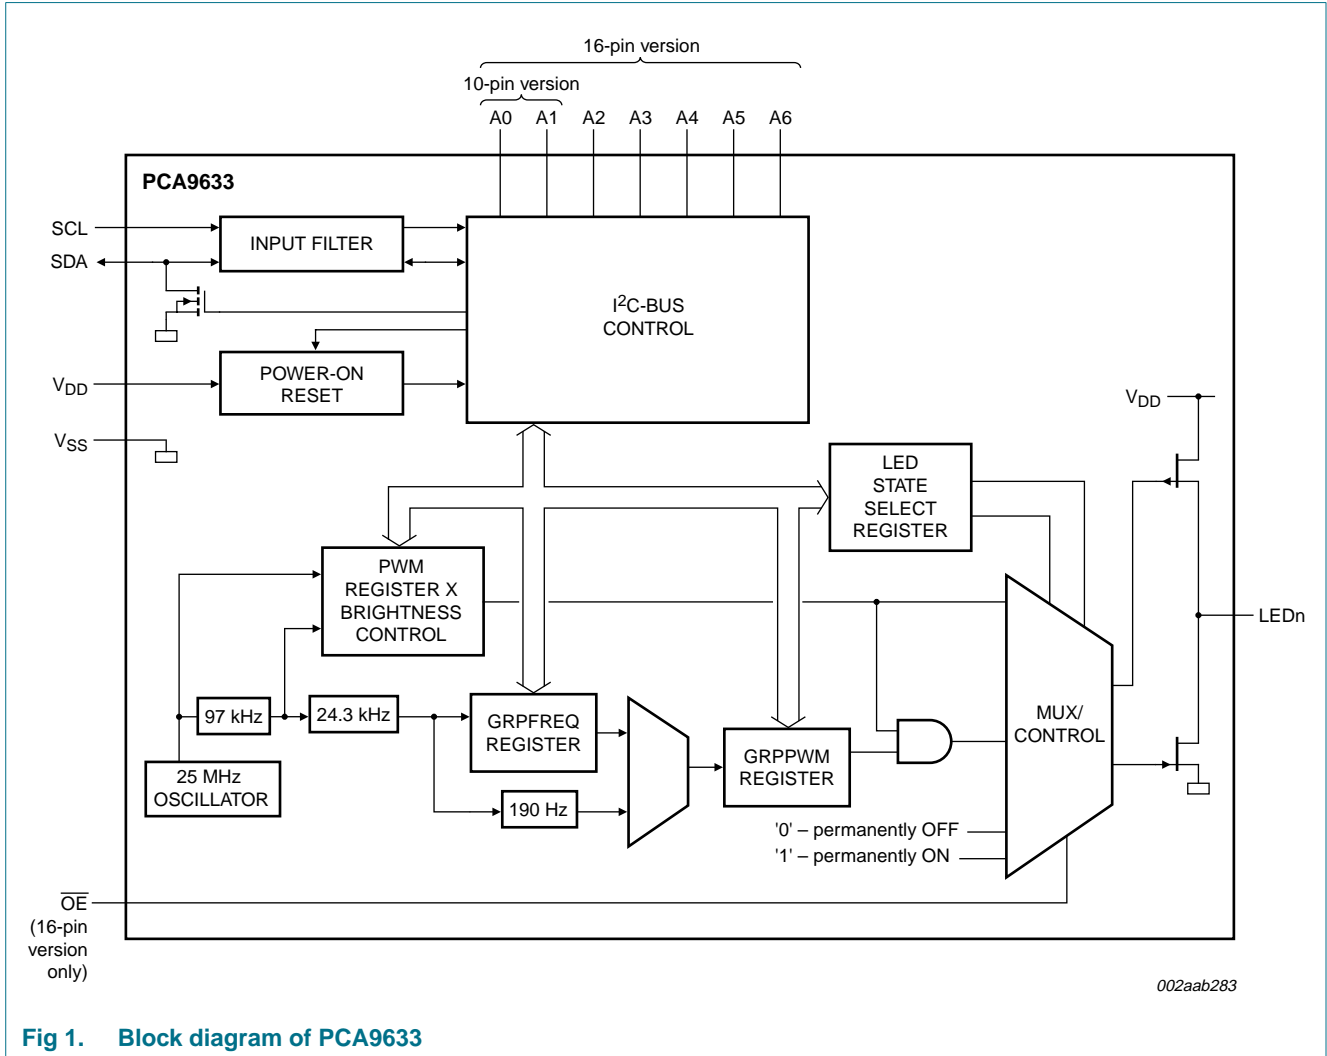 16-pin version
10-pin version
A0 A1 A2 A3 A4 A5 A6
PCA9633
SCL
SDA
INPUT FILTER
I2C-BUS
CONTROL
POWER-ON
RESET
VDD
VSS
VDD
LED
STATE
SELECT
REGISTER
PWM
REGISTER X
BRIGHTNESS
CONTROL
LEDn
97 kHz
24.3 kHz
GRPFREQ
REGISTER
MUX/
CONTROL
GRPPWM
REGISTER
25 MHz
OSCILLATOR
190 Hz
'0' – permanently OFF
'1' – permanently ON
OE
(16-pin
version
only)
002aab283
Fig 1. Block diagram of PCA9633